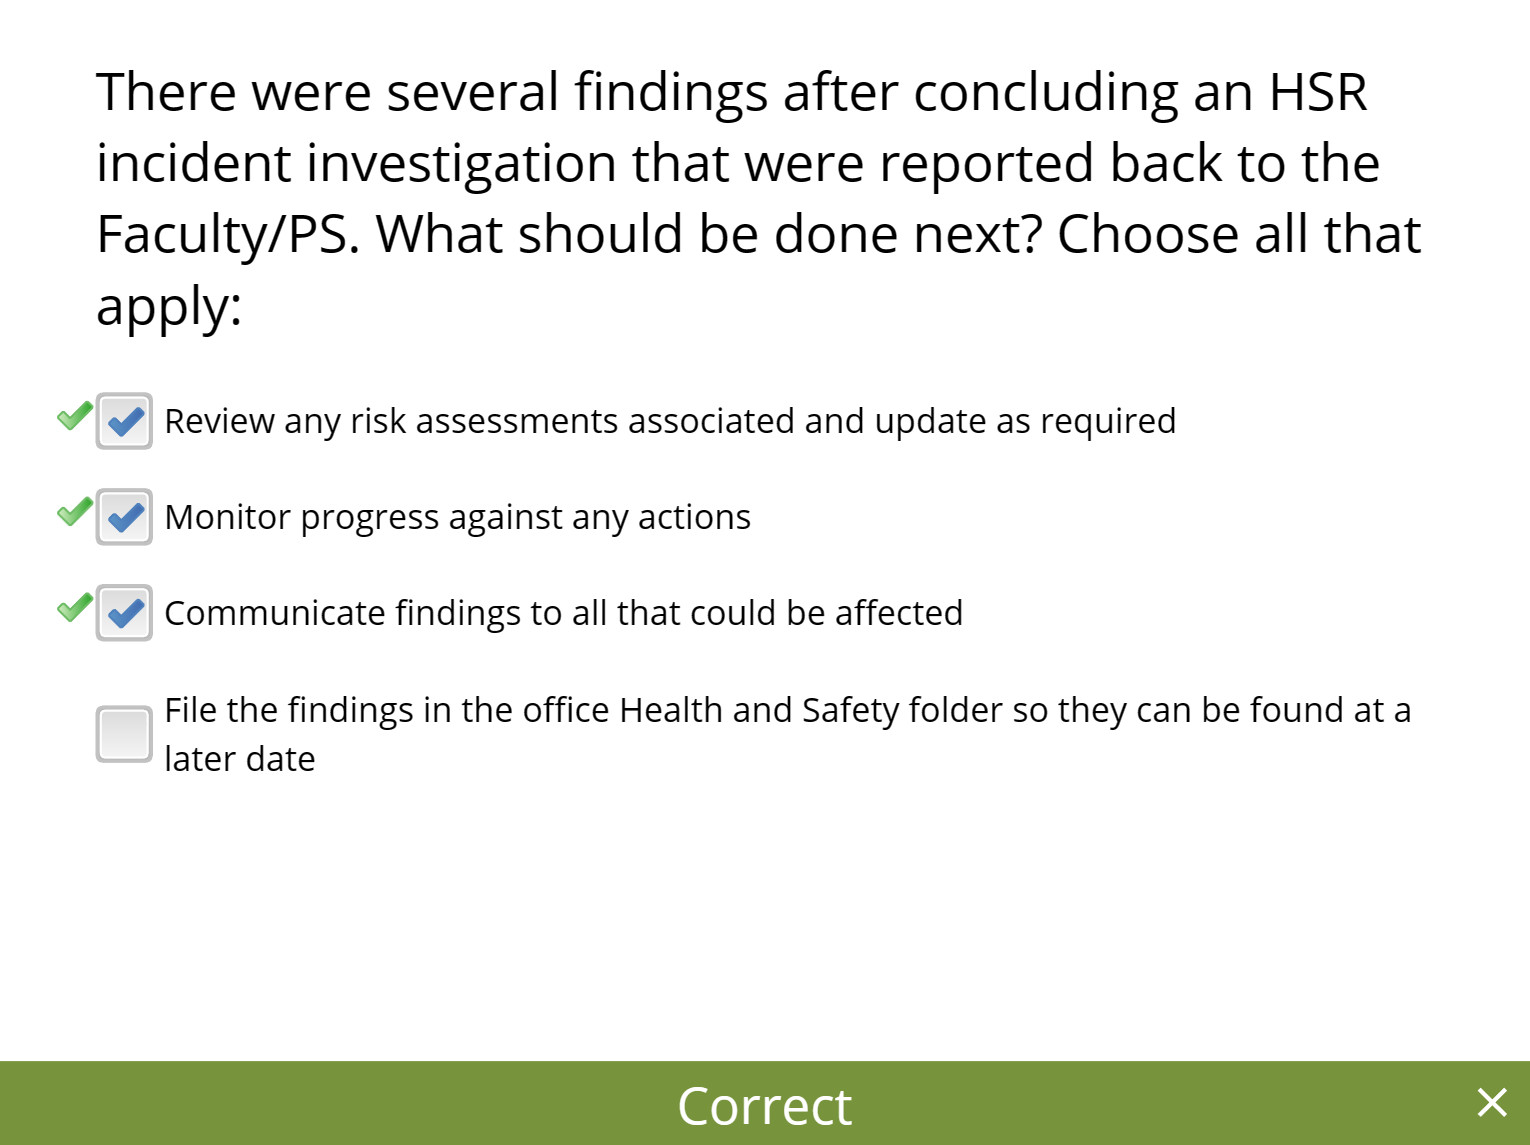 There were several findings after concluding an HSR
incident investigation that were reported back to the
Faculty/PS. What should be done next? Choose all that
apply:
Review any risk assessments associated and update as required
Monitor progress against any actions
Communicate findings to all that could be affected
File the findings in the office Health and Safety folder so they can be found at a
later date
Correct